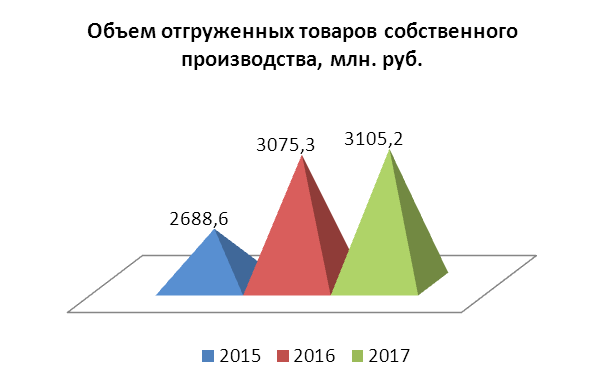 Объем отгруженных товаров собственного
производства, млн. руб.
3105,2
3075,3
2688,6
2015 2016 2017